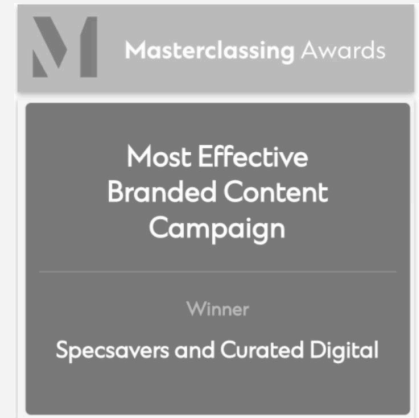 M
Masterclassing Awards
Most Effective
Branded Content
Campaign
Winner
Specsavers and Curated Digital